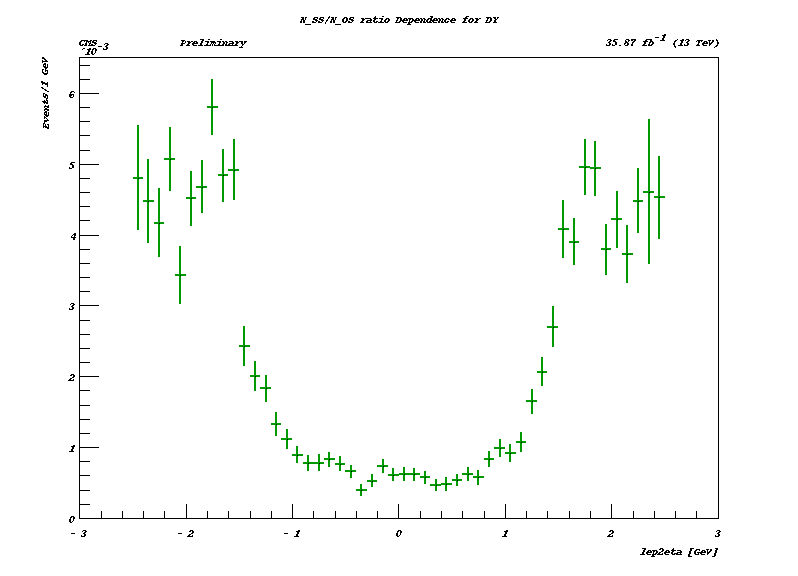 N_SS/N_OS ratio Dependence for DY
CMS Preliminary 35.87 fb⁻¹ (13 TeV)
×10⁻³
Events/1 GeV
6
5
4
3
2
1
0
-3 -2 -1 0 1 2 3
lep2eta [GeV]